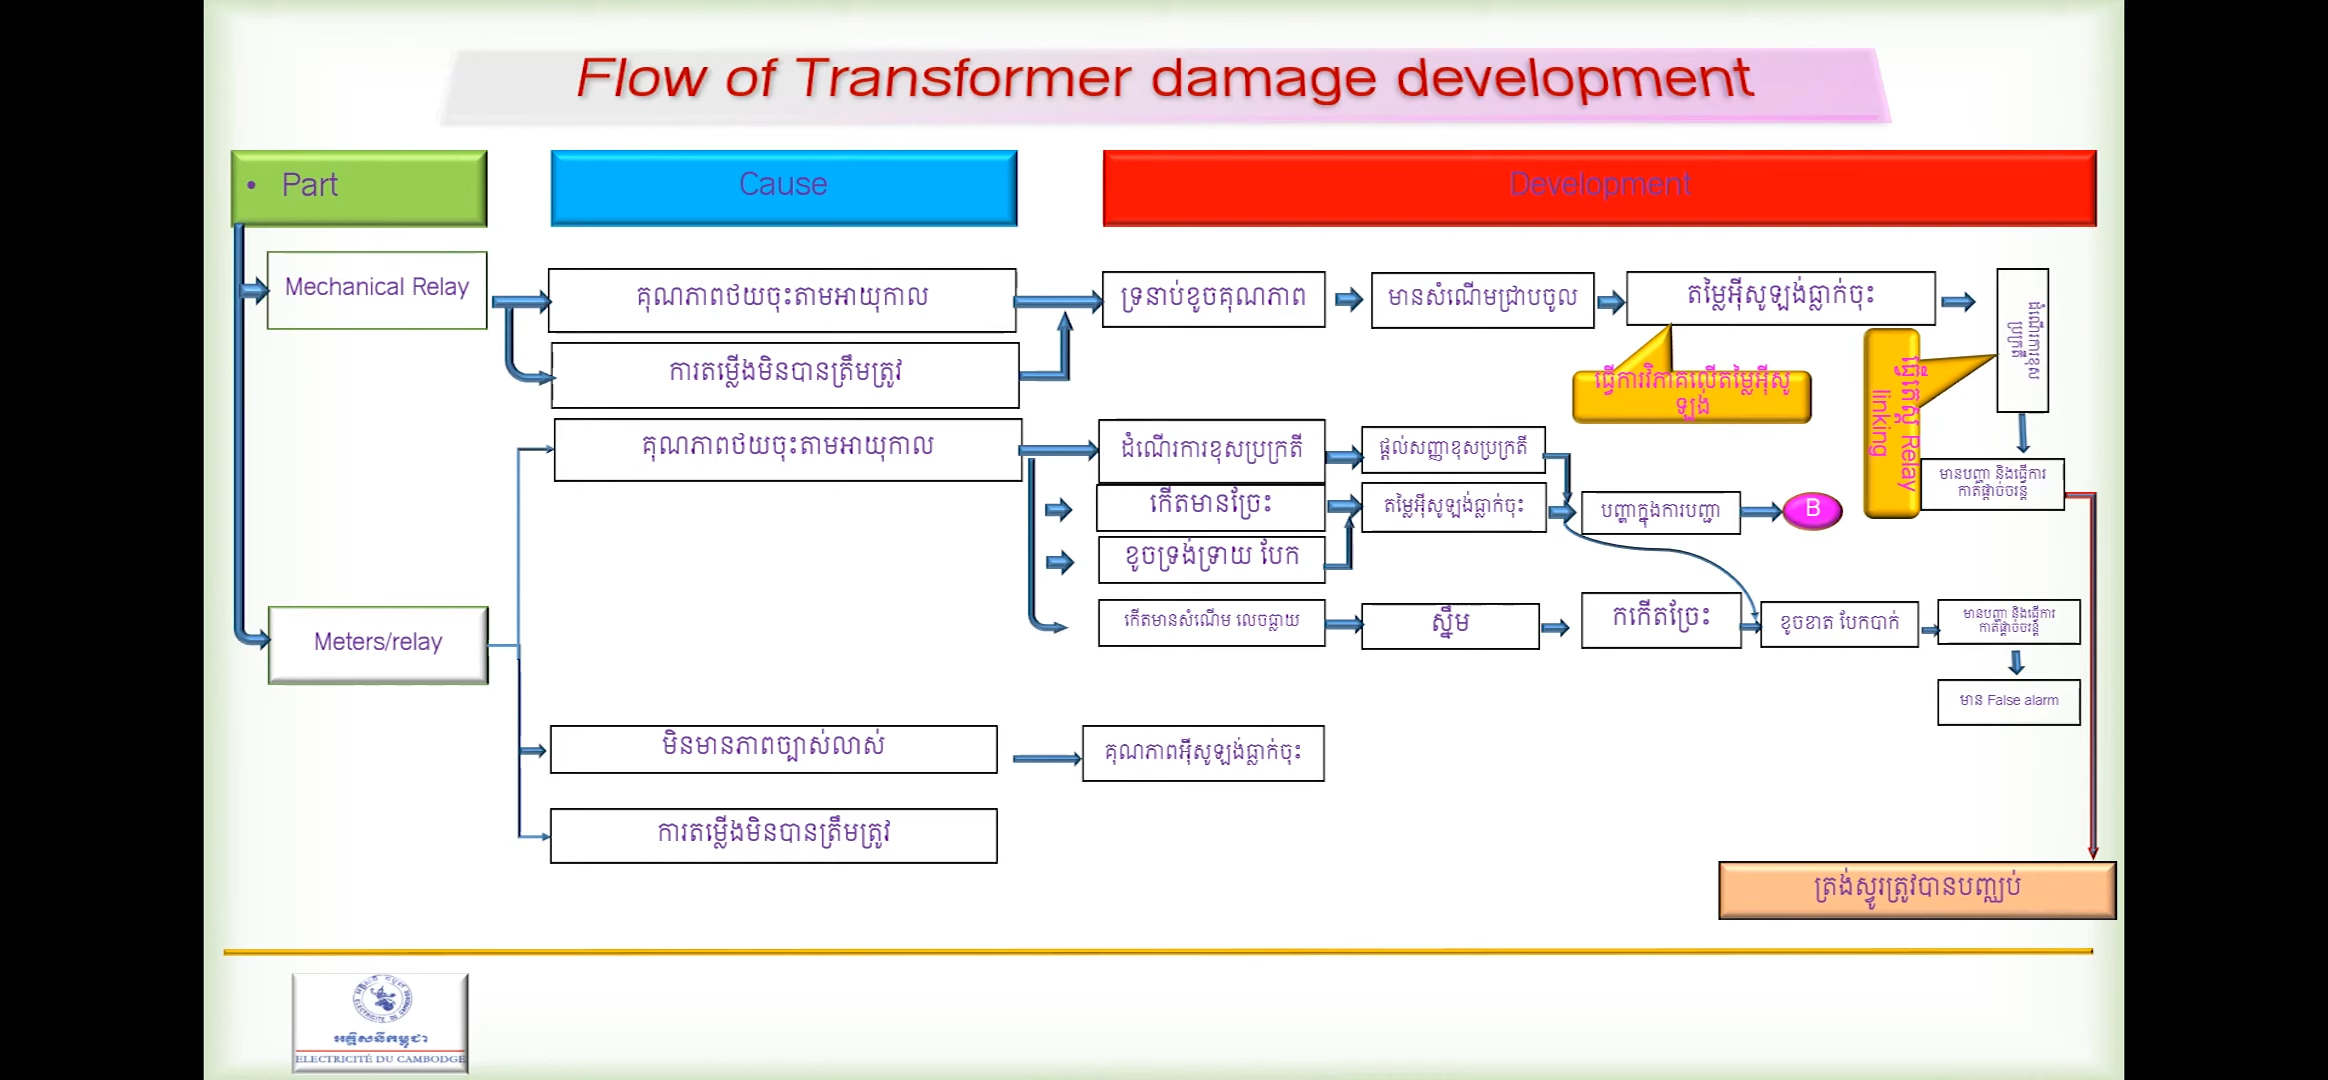 Flow of Transformer damage development
• Part
Cause
Development
Mechanical Relay
គុណភាពថយចុះតាមអាយុកាល
ទ្រនាប់ខូចគុណភាព
មានសំណើមជ្រាបចូល
តម្លៃអ៊ីសូឡង់ធ្លាក់ចុះ
ដំណើរការខុស
ប្រក្រតី
ការតម្លើងមិនបានត្រឹមត្រូវ
ធ្វើការវិភាគលើតម្លៃអ៊ីសូ
ឡង់
ធ្វើតេស្ត Relay
linking
គុណភាពថយចុះតាមអាយុកាល
ដំណើរការខុសប្រក្រតី
ផ្តល់សញ្ញាខុសប្រក្រតី
មានបញ្ហា និងធ្វើការ
កាត់ផ្តាច់ចរន្ត
កើតមានច្រែះ
តម្លៃអ៊ីសូឡង់ធ្លាក់ចុះ
បញ្ហាក្នុងការបញ្ជា
B
ខូចទ្រង់ទ្រាយ បែក
Meters/relay
កើតមានសំណើម លេចធ្លាយ
ស្នឹម
កកើតច្រែះ
ខូចខាត បែកបាក់
មានបញ្ហា និងធ្វើការ
កាត់ផ្តាច់ចរន្ត
មាន False alarm
មិនមានភាពច្បាស់លាស់
គុណភាពអ៊ីសូឡង់ធ្លាក់ចុះ
ការតម្លើងមិនបានត្រឹមត្រូវ
ត្រង់ស្វូរត្រូវបានបញ្ឈប់
អគ្គិសនីកម្ពុជា
ELECTRICITÉ DU CAMBODGE